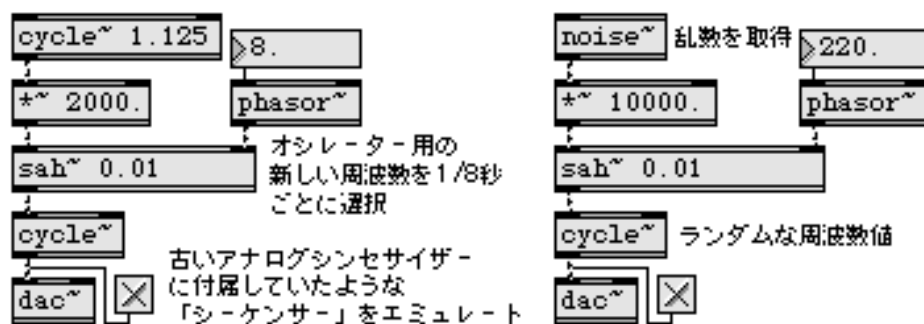 cycle~ 1.125
8.
*~ 2000.
phasor~
sah~ 0.01
オシレーター用の
新しい周波数を1/8秒
ごとに選択
cycle~
古いアナログシンセサイザー
に付属していたような
「シーケンサー」をエミュレート
dac~
noise~
乱数を取得
220.
*~ 10000.
phasor~
sah~ 0.01
cycle~
ランダムな周波数値
dac~